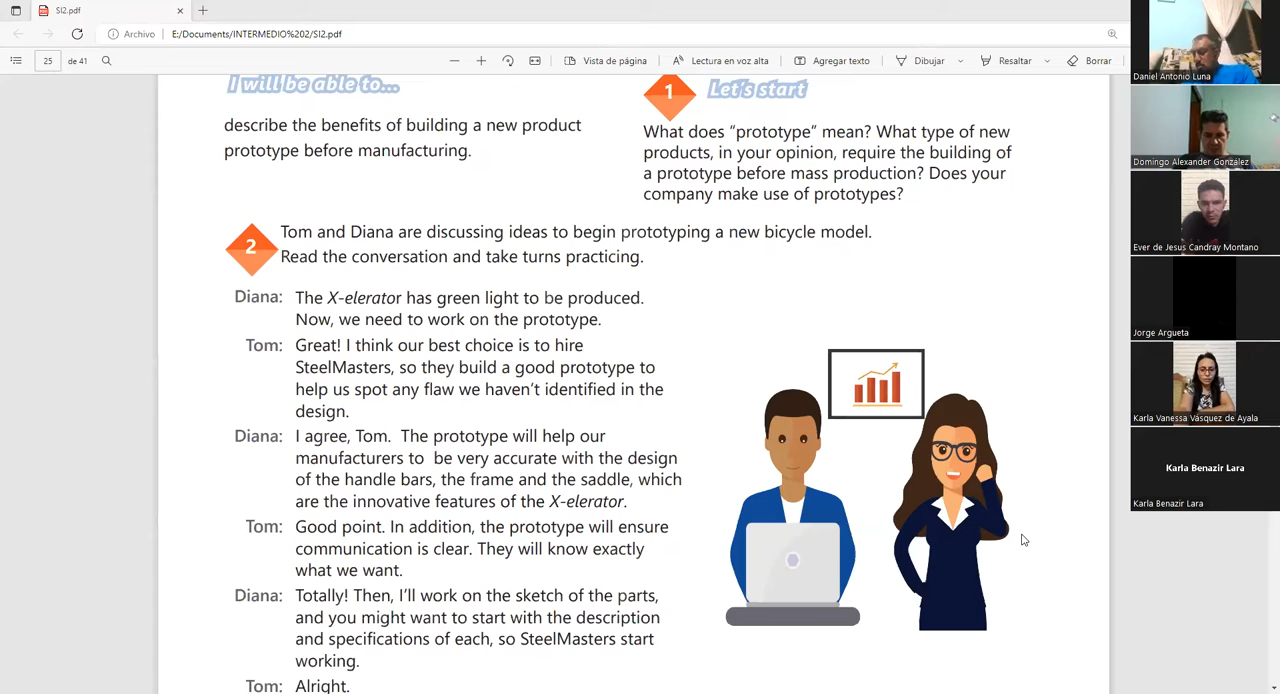 SI2.pdf
Archivo E:/Documents/INTERMEDIO%202/SI2.pdf
25 de 41 Vista de página Lectura en voz alta Agregar texto Dibujar Resaltar Borrar
I will be able to...
describe the benefits of building a new product
prototype before manufacturing.
1 Let's start
What does “prototype” mean? What type of new
products, in your opinion, require the building of
a prototype before mass production? Does your
company make use of prototypes?
2 Tom and Diana are discussing ideas to begin prototyping a new bicycle model.
Read the conversation and take turns practicing.
Diana: The X-elerator has green light to be produced.
Now, we need to work on the prototype.
Tom: Great! I think our best choice is to hire
SteelMasters, so they build a good prototype to
help us spot any flaw we haven’t identified in the
design.
Diana: I agree, Tom. The prototype will help our
manufacturers to be very accurate with the design
of the handle bars, the frame and the saddle, which
are the innovative features of the X-elerator.
Tom: Good point. In addition, the prototype will ensure
communication is clear. They will know exactly
what we want.
Diana: Totally! Then, I’ll work on the sketch of the parts,
and you might want to start with the description
and specifications of each, so SteelMasters start
working.
Tom: Alright.
Daniel Antonio Luna
Domingo Alexander González
Ever de Jesus Candray Montano
Jorge Argueta
Karla Vanessa Vásquez de Ayala
Karla Benazir Lara
Karla Benazir Lara